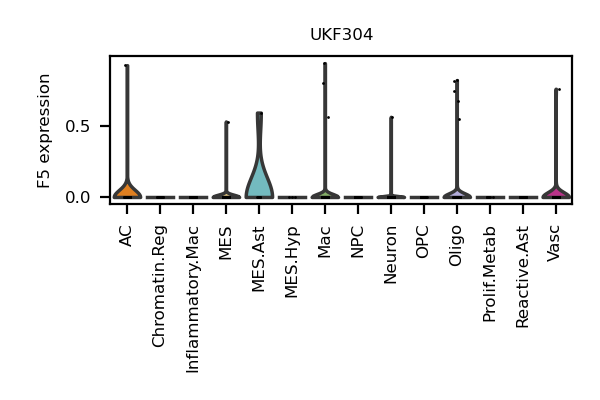 UKF304
F5 expression
0.5
0.0
AC
Chromatin.Reg
Inflammatory.Mac
MES
MES.Ast
MES.Hyp
Mac
NPC
Neuron
OPC
Oligo
Prolif.Metab
Reactive.Ast
Vasc